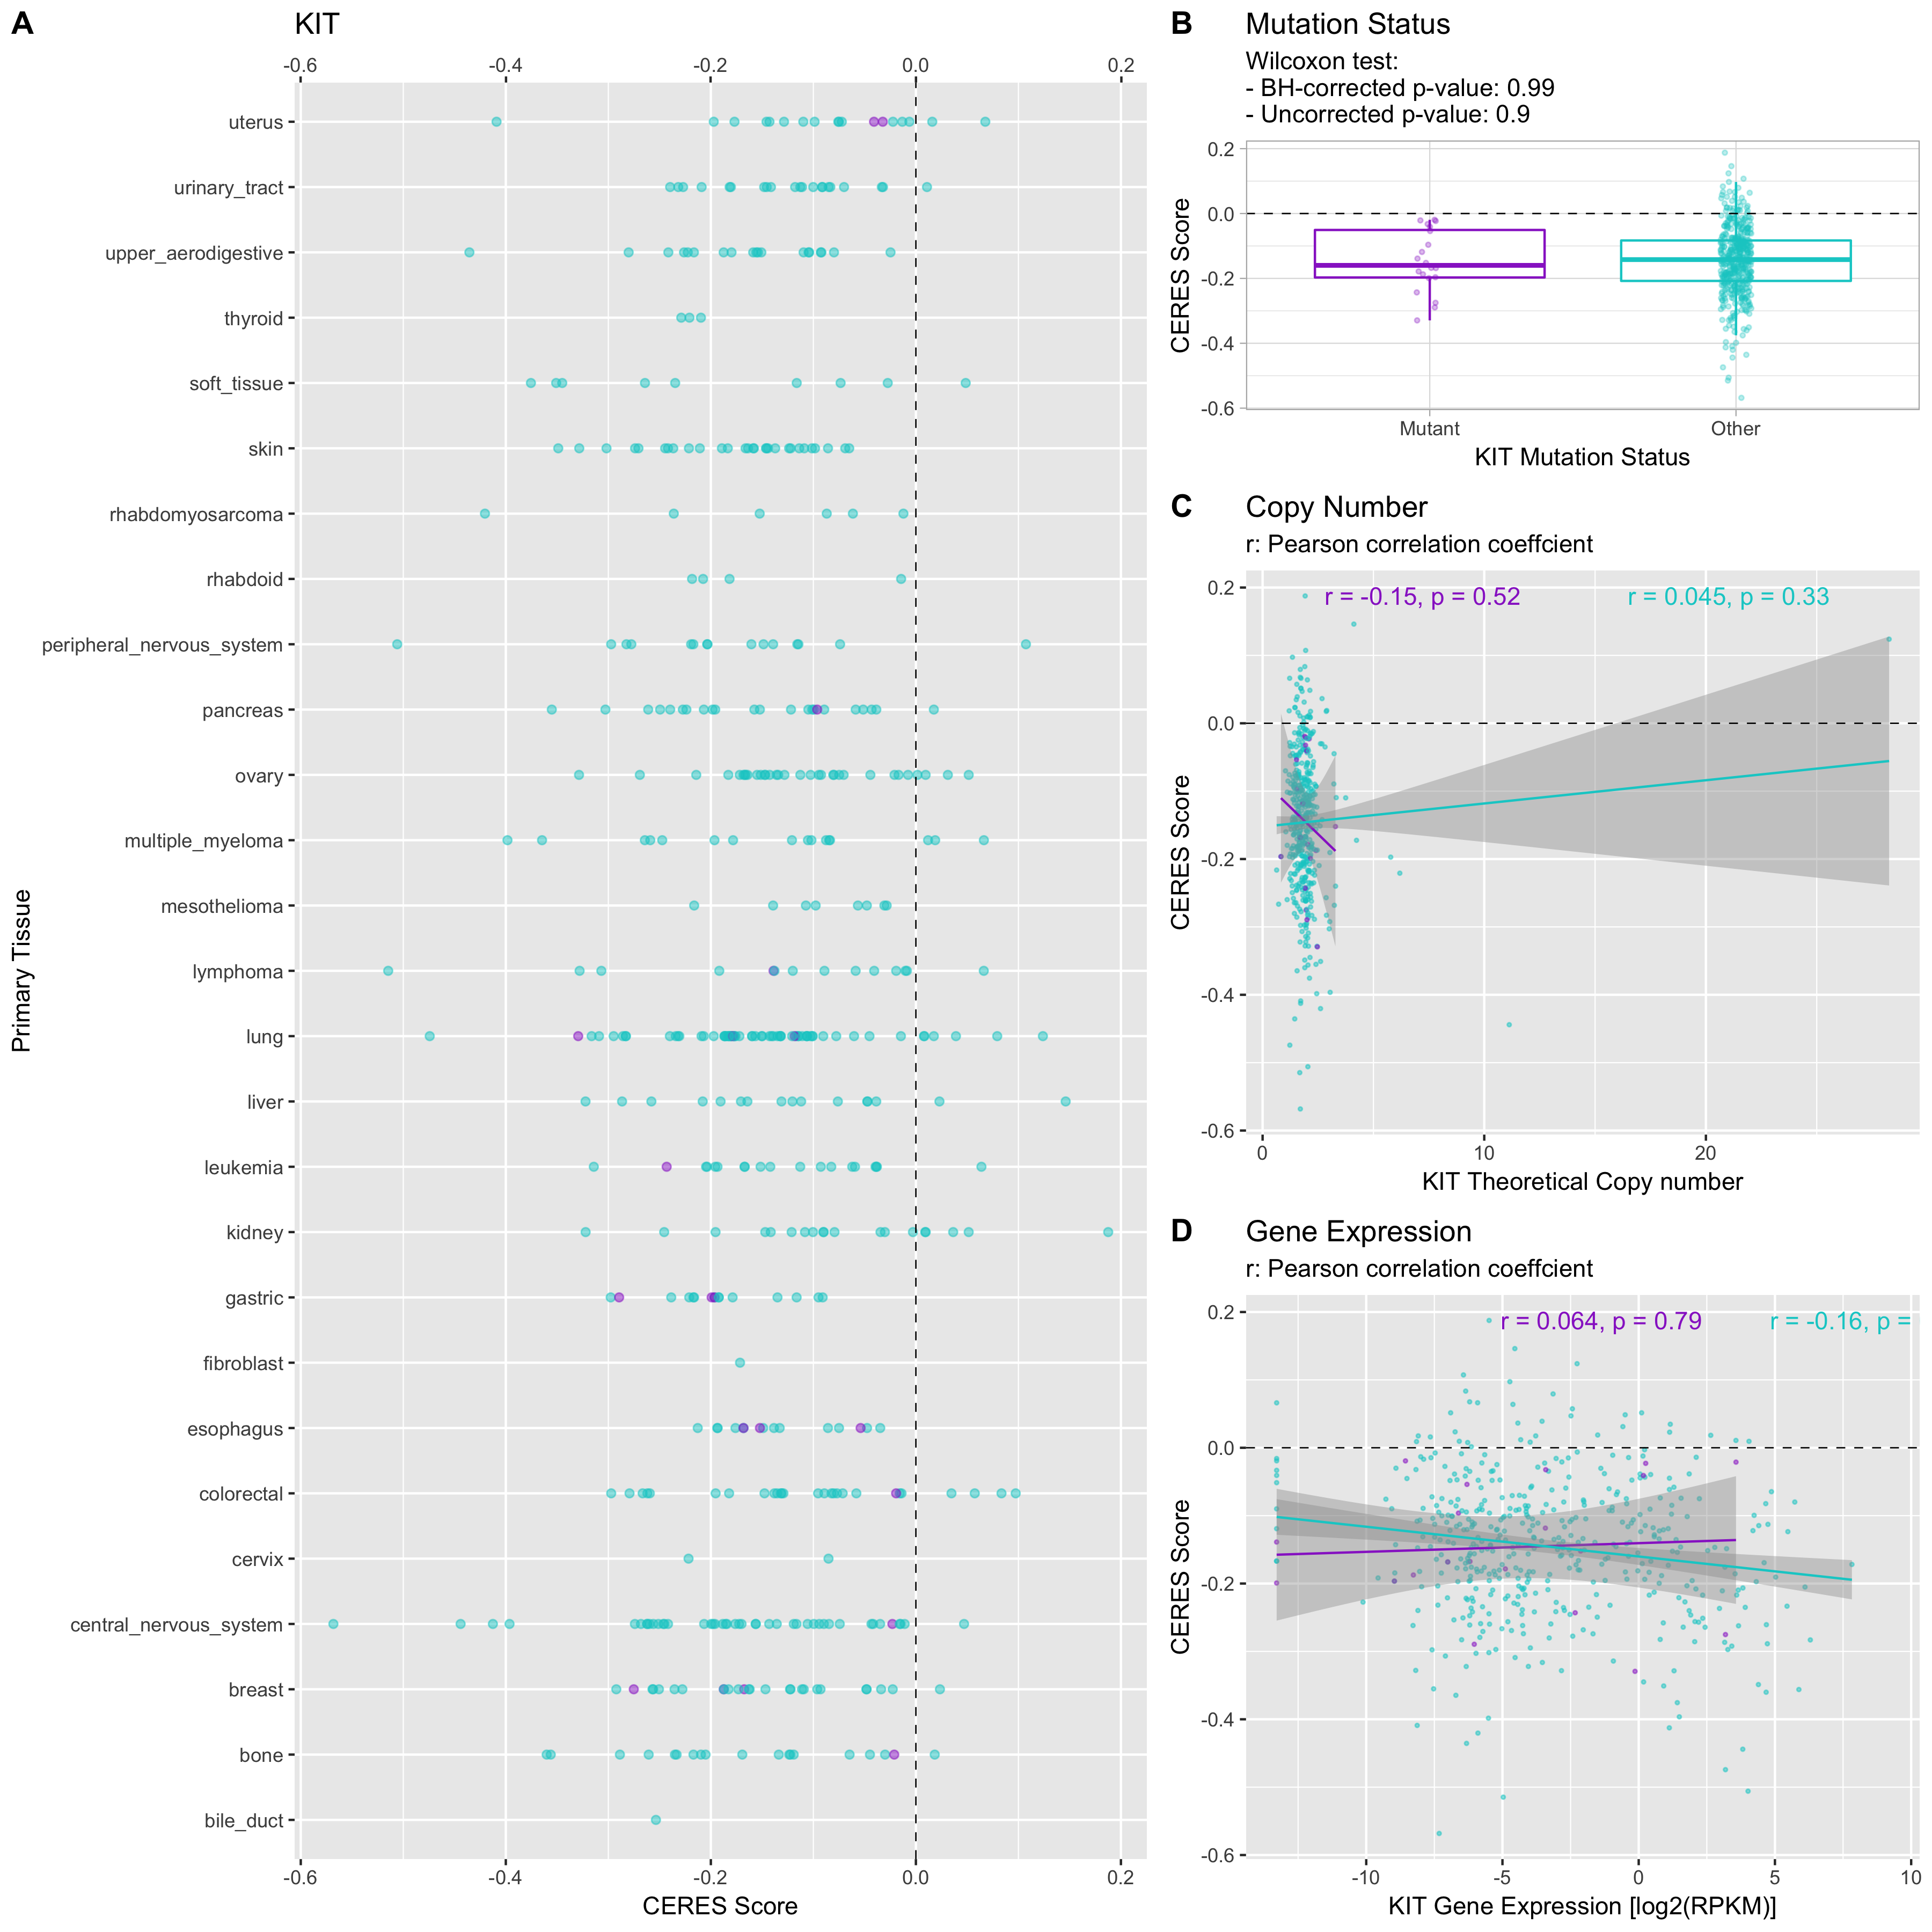 A
KIT
-0.6 -0.4 -0.2 0.0 0.2
Primary Tissue
uterus
urinary_tract
upper_aerodigestive
thyroid
soft_tissue
skin
rhabdomyosarcoma
rhabdoid
peripheral_nervous_system
pancreas
ovary
multiple_myeloma
mesothelioma
lymphoma
lung
liver
leukemia
kidney
gastric
fibroblast
esophagus
colorectal
cervix
central_nervous_system
breast
bone
bile_duct
-0.6 -0.4 -0.2 0.0 0.2
CERES Score
B Mutation Status
Wilcoxon test:
- BH-corrected p-value: 0.99
- Uncorrected p-value: 0.9
CERES Score
0.2
0.0
-0.2
-0.4
-0.6
Mutant Other
KIT Mutation Status
C Copy Number
r: Pearson correlation coeffcient
r = -0.15, p = 0.52 r = 0.045, p = 0.33
CERES Score
0.2
0.0
-0.2
-0.4
-0.6
0 10 20
KIT Theoretical Copy number
D Gene Expression
r: Pearson correlation coeffcient
r = 0.064, p = 0.79 r = -0.16, p =
CERES Score
0.2
0.0
-0.2
-0.4
-0.6
-10 -5 0 5 10
KIT Gene Expression [log2(RPKM)]